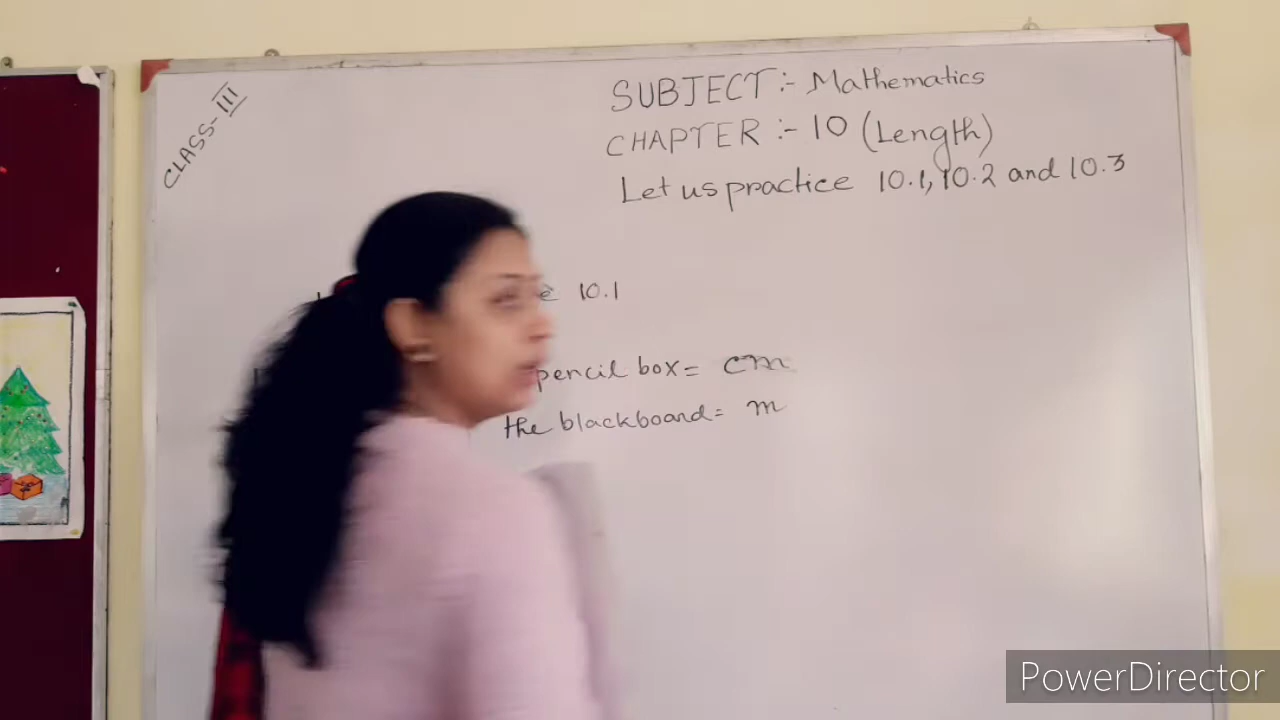 CLASS-III
SUBJECT:- Mathematics
CHAPTER :- 10 (Length)
Let us practice 10.1, 10.2 and 10.3
10.1
pencil box = cm
the blackboard = m
PowerDirector